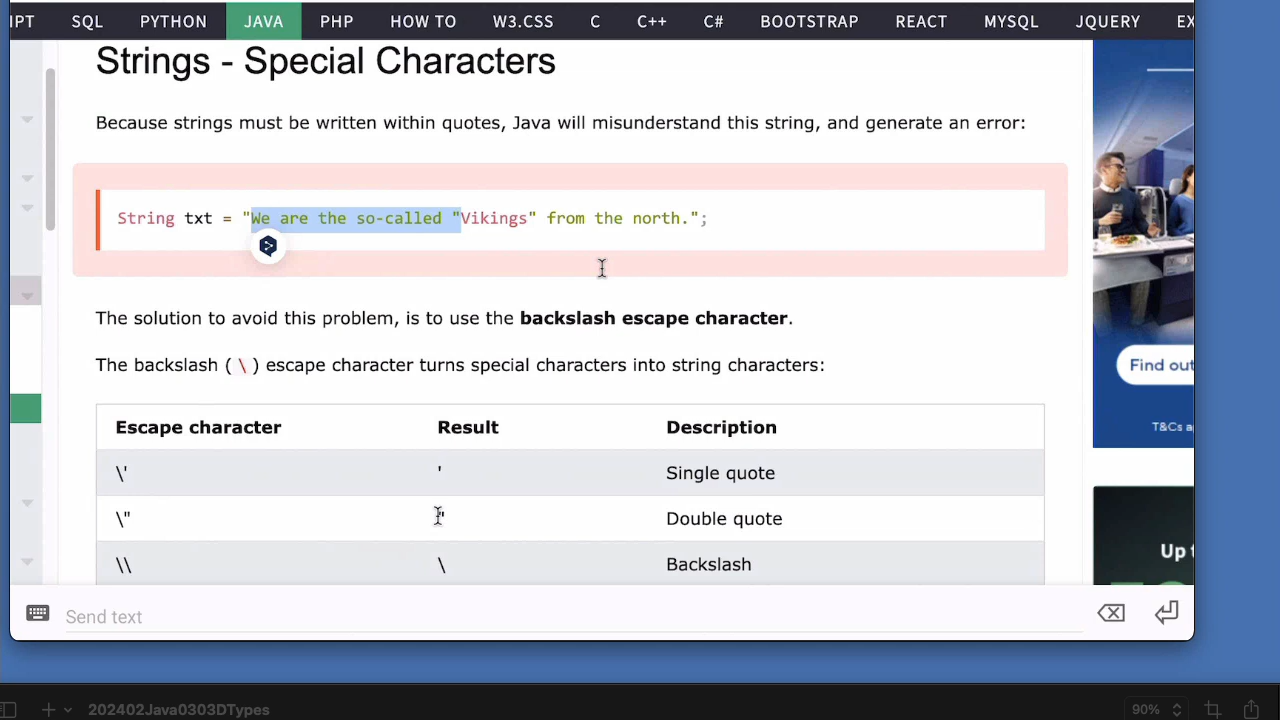 IPT SQL PYTHON JAVA PHP HOW TO W3.CSS C C++ C# BOOTSTRAP REACT MYSQL JQUERY EX
Strings - Special Characters
Because strings must be written within quotes, Java will misunderstand this string, and generate an error:
String txt = "We are the so-called "Vikings" from the north.";
The solution to avoid this problem, is to use the backslash escape character.
The backslash ( \ ) escape character turns special characters into string characters:
Escape character Result Description
\' ' Single quote
\" " Double quote
\\ \ Backslash
Find out
T&Cs a
Up t
Send text
202402Java0303DTypes
90%